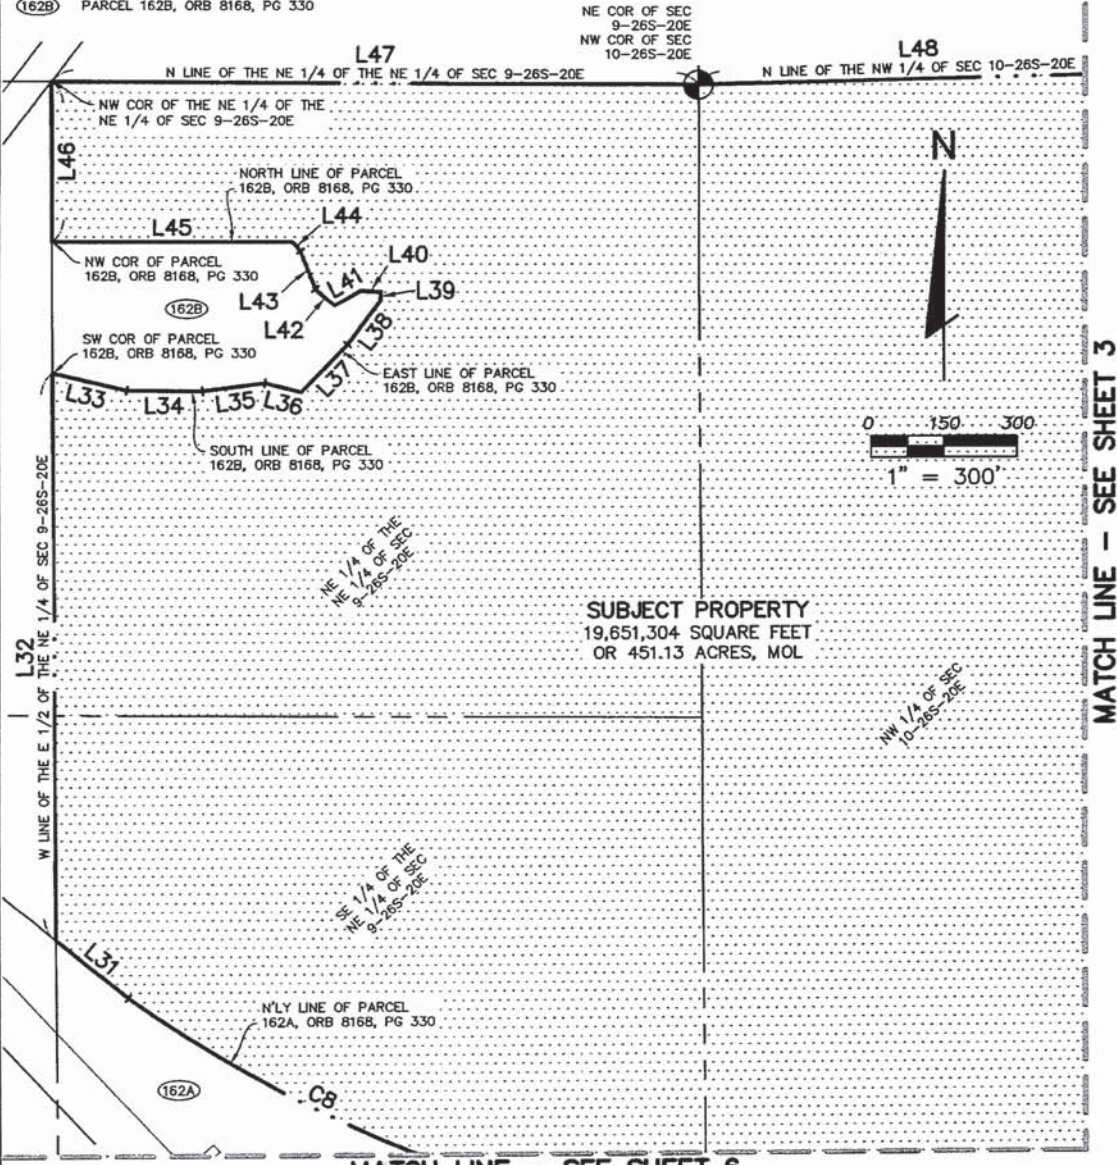 162B PARCEL 162B, ORB 8168, PG 330
NE COR OF SEC
9-26S-20E
NW COR OF SEC
10-26S-20E
L47
L48
N LINE OF THE NE 1/4 OF THE NE 1/4 OF SEC 9-26S-20E
N LINE OF THE NW 1/4 OF SEC 10-26S-20E
NW COR OF THE NE 1/4 OF THE
NE 1/4 OF SEC 9-26S-20E
L46
N
NORTH LINE OF PARCEL
162B, ORB 8168, PG 330
L45
L44
NW COR OF PARCEL
162B, ORB 8168, PG 330
L40
L41
L39
L43
162B
L42
L38
SW COR OF PARCEL
162B, ORB 8168, PG 330
EAST LINE OF PARCEL
162B, ORB 8168, PG 330
L37
L33
L34
L35
L36
0 150 300
1" = 300'
SOUTH LINE OF PARCEL
162B, ORB 8168, PG 330
MATCH LINE - SEE SHEET 3
NE 1/4 OF THE
NE 1/4 OF SEC
9-26S-20E
SUBJECT PROPERTY
19,651,304 SQUARE FEET
OR 451.13 ACRES, MOL
L32
W LINE OF THE E 1/2 OF THE NE 1/4 OF SEC 9-26S-20E
NW 1/4 OF SEC
10-26S-20E
SE 1/4 OF THE
NE 1/4 OF SEC
9-26S-20E
L31
N'LY LINE OF PARCEL
162A, ORB 8168, PG 330
162A
C8
MATCH LINE - SEE SHEET 6